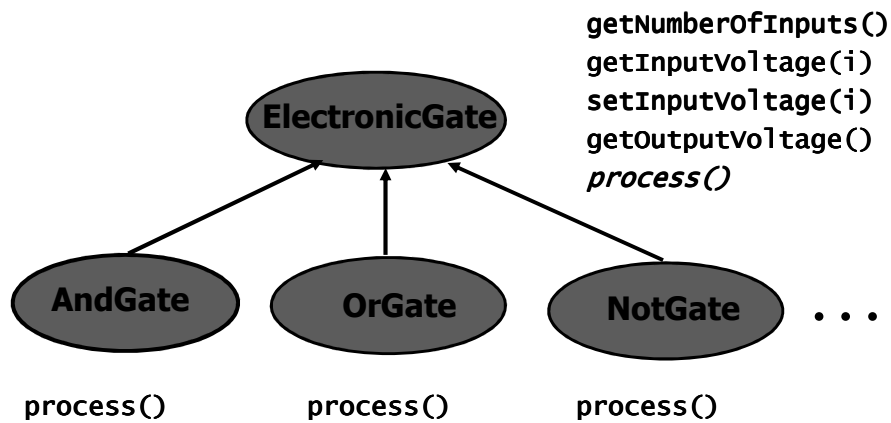 getNumberOfInputs()
getInputVoltage(i)
setInputVoltage(i)
getOutputVoltage()
process()
ElectronicGate
AndGate
OrGate
NotGate
...
process()
process()
process()